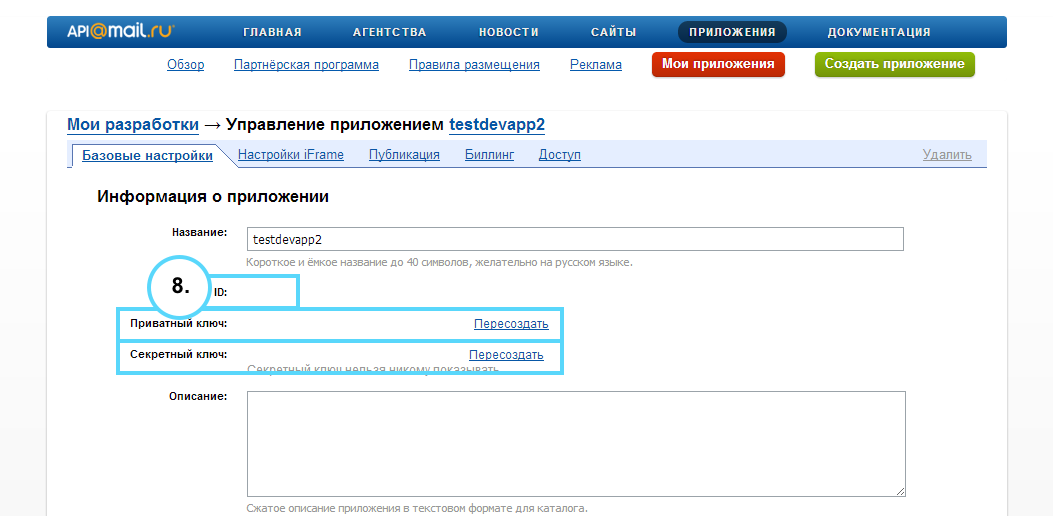 API@mail.ru ГЛАВНАЯ АГЕНТСТВА НОВОСТИ САЙТЫ ПРИЛОЖЕНИЯ ДОКУМЕНТАЦИЯ
Обзор Партнёрская программа Правила размещения Реклама Мои приложения Создать приложение
Мои разработки → Управление приложением testdevapp2
Базовые настройки Настройки iFrame Публикация Биллинг Доступ Удалить
Информация о приложении
Название: testdevapp2
Короткое и ёмкое название до 40 символов, желательно на русском языке.
8. ID:
Приватный ключ: Пересоздать
Секретный ключ: Пересоздать
Секретный ключ нельзя никому показывать
Описание:
Сжатое описание приложения в текстовом формате для каталога.